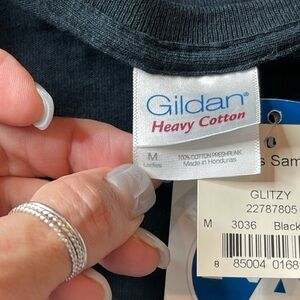 Gildan®
Heavy Cotton
M
Ladies
100% COTTON PRESHRUNK
Made in Honduras
s Sam
GLITZY
22787805
M 3036 Black
8 85004 0168